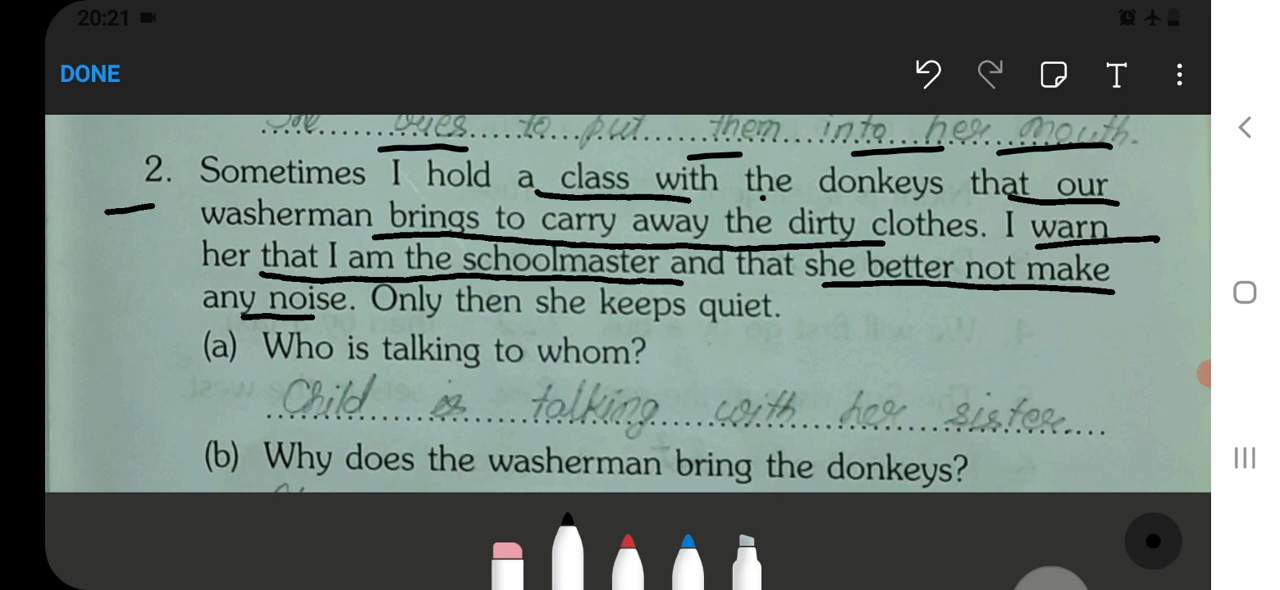 20:21
DONE
T
She tries to put them into her mouth.
2. Sometimes I hold a class with the donkeys that our
washerman brings to carry away the dirty clothes. I warn
her that I am the schoolmaster and that she better not make
any noise. Only then she keeps quiet.
(a) Who is talking to whom?
Child is talking with her sister.
(b) Why does the washerman bring the donkeys?